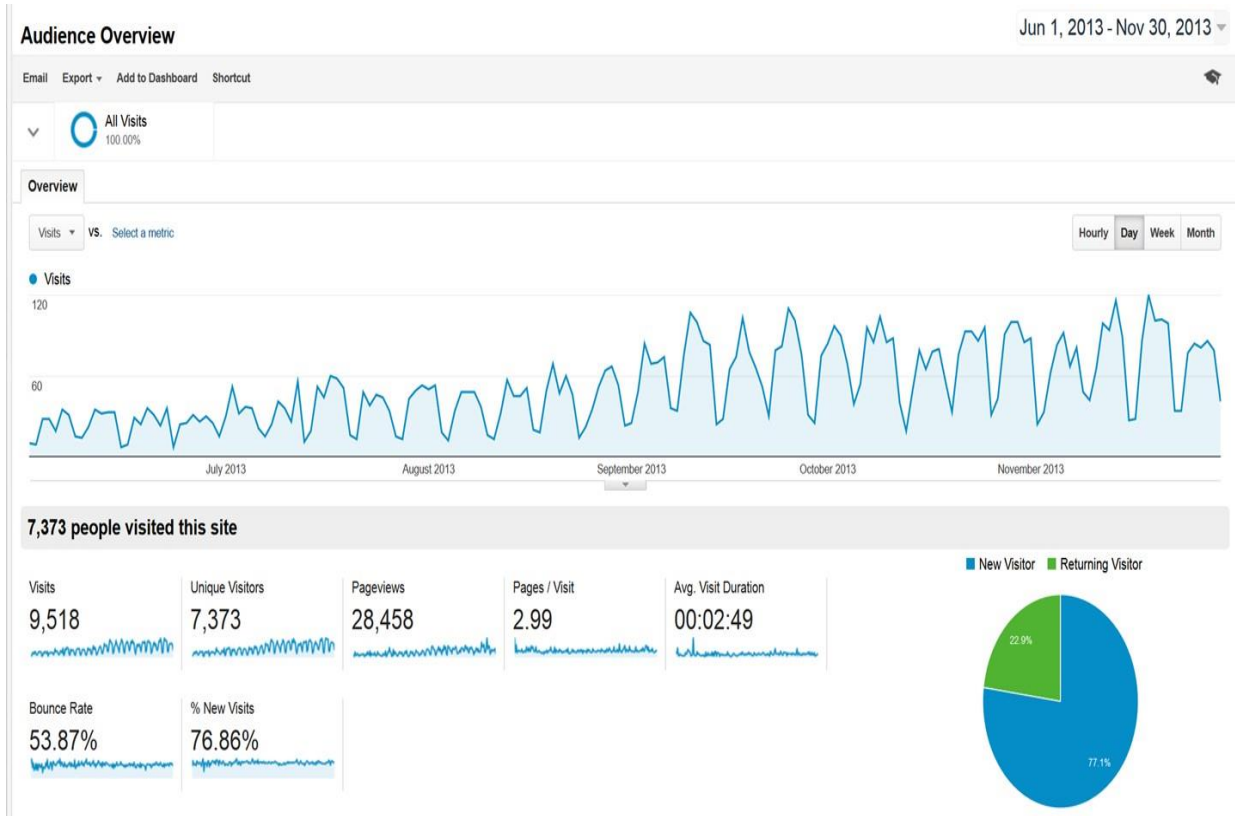 Audience Overview
Jun 1, 2013 - Nov 30, 2013
Email Export Add to Dashboard Shortcut
All Visits
100.00%
Overview
Visits VS. Select a metric
Hourly Day Week Month
Visits
120
60
July 2013 August 2013 September 2013 October 2013 November 2013
7,373 people visited this site
New Visitor Returning Visitor
Visits Unique Visitors Pageviews Pages / Visit Avg. Visit Duration
9,518 7,373 28,458 2.99 00:02:49
22.9%
Bounce Rate % New Visits
53.87% 76.86%
77.1%